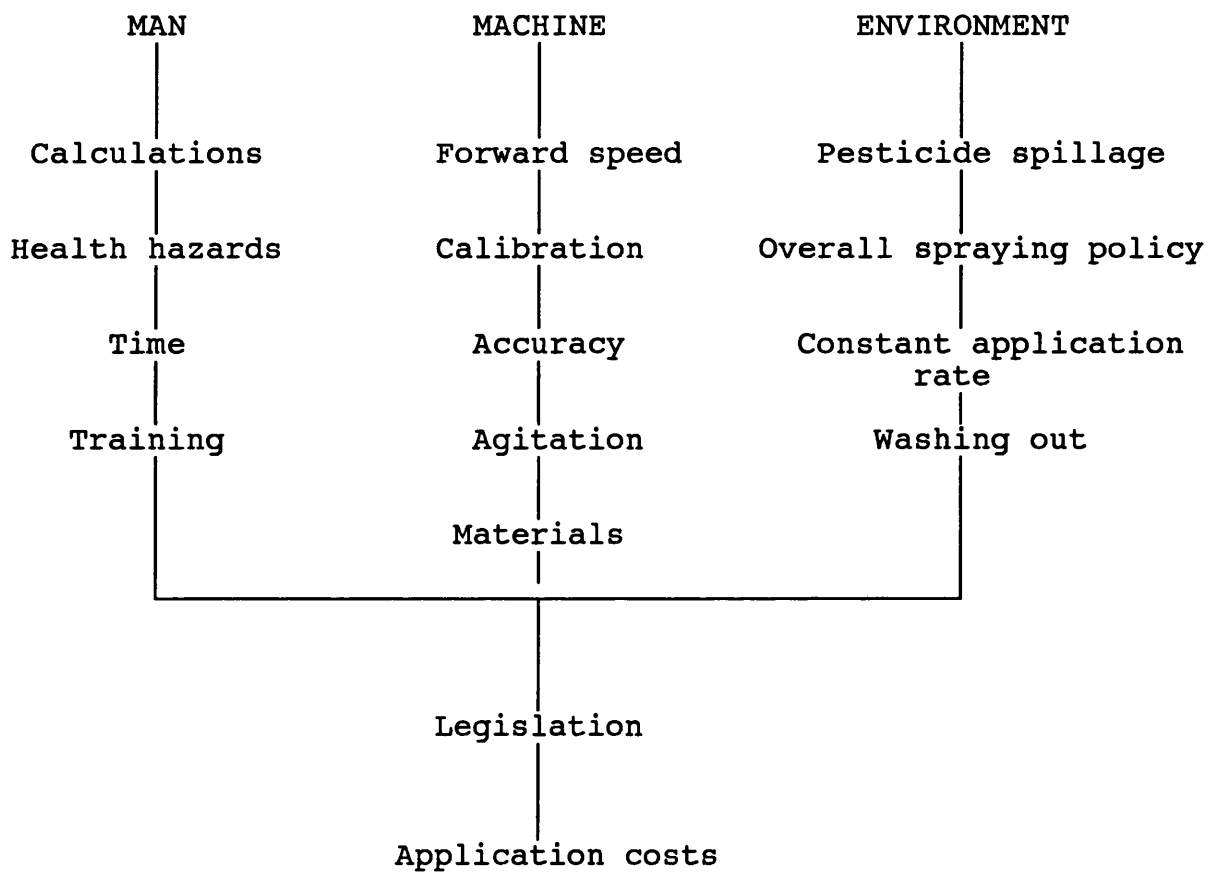 MAN MACHINE ENVIRONMENT
Calculations Forward speed Pesticide spillage
Health hazards Calibration Overall spraying policy
Time Accuracy Constant application
rate
Training Agitation Washing out
Materials
Legislation
Application costs